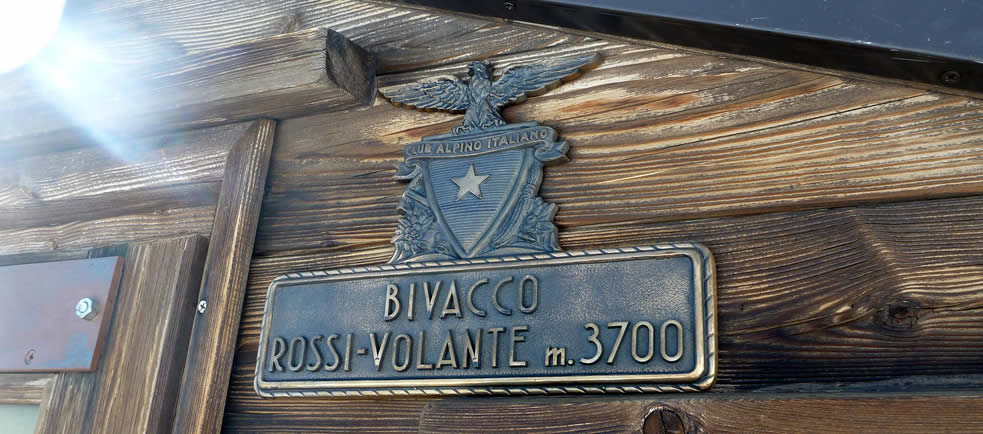 CLUB ALPINO ITALIANO
BIVACCO
ROSSI-VOLANTE m. 3700